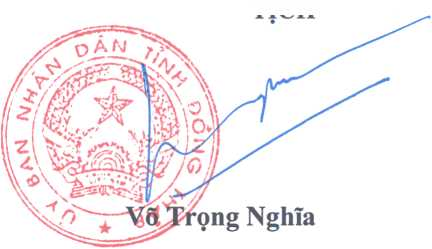 ỦY BAN NHÂN DÂN TỈNH ĐỒNG
Võ Trọng Nghĩa